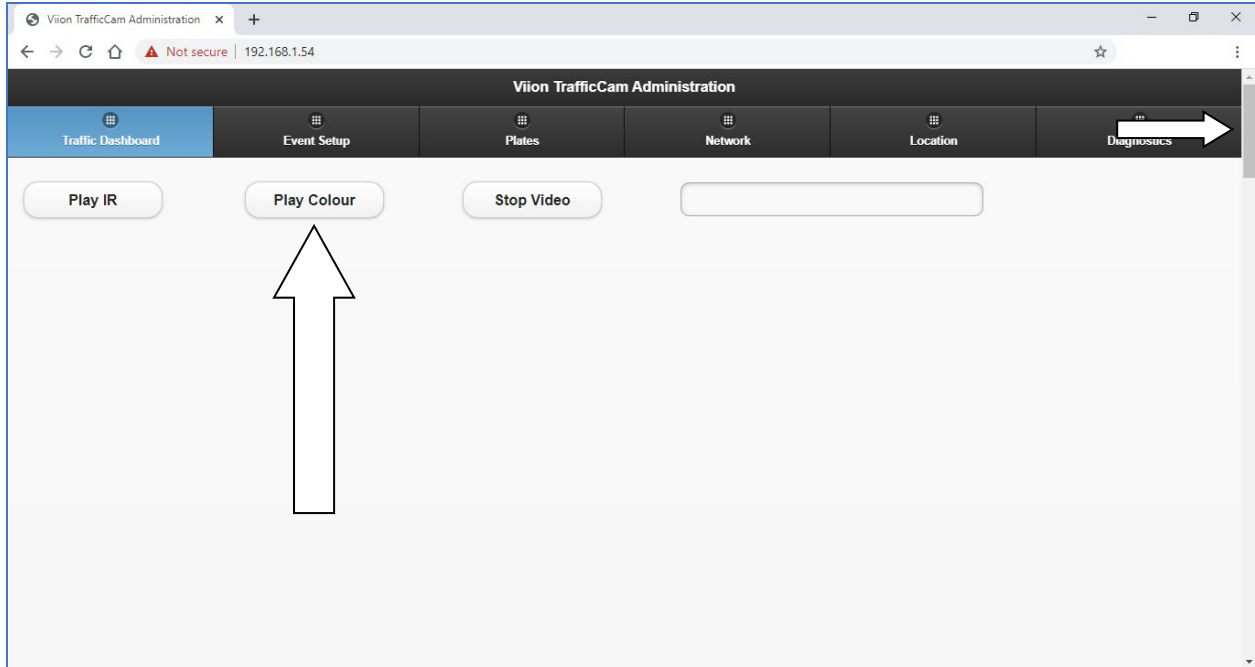 Viion TrafficCam Administration
Not secure | 192.168.1.54
Viion TrafficCam Administration
Traffic Dashboard
Event Setup
Plates
Network
Location
Diagnostics
Play IR
Play Colour
Stop Video